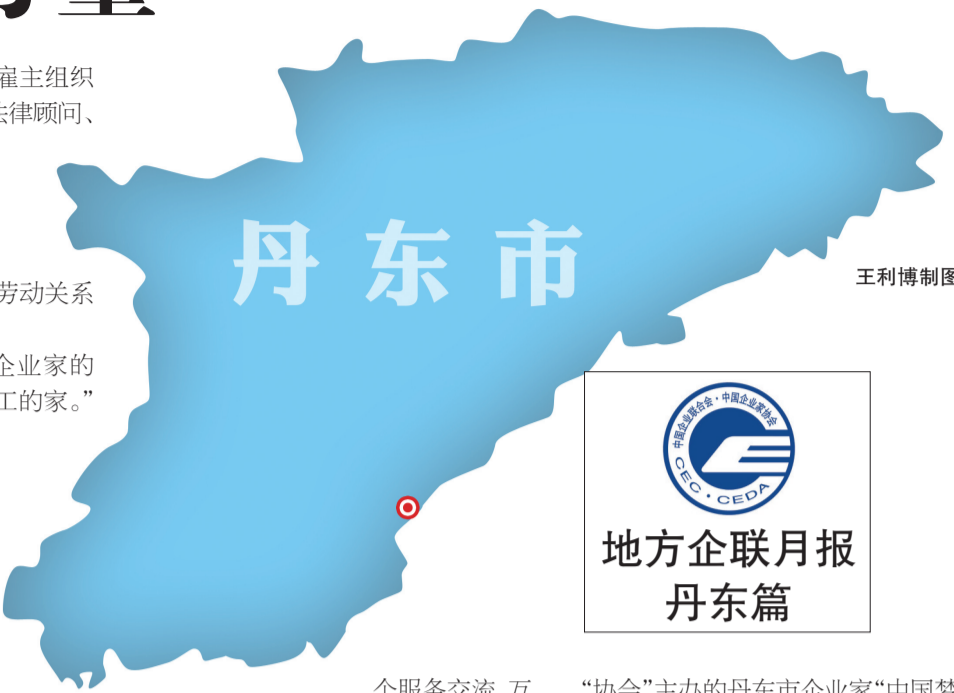 雇主组织
法律顾问、
劳动关系
企业家的
工的家。”
丹东市
王利博制图
中国企业联合会·中国企业家协会
CEC·CEDA
地方企联月报
丹东篇
“协会”主办的丹东市企业家“中国梦